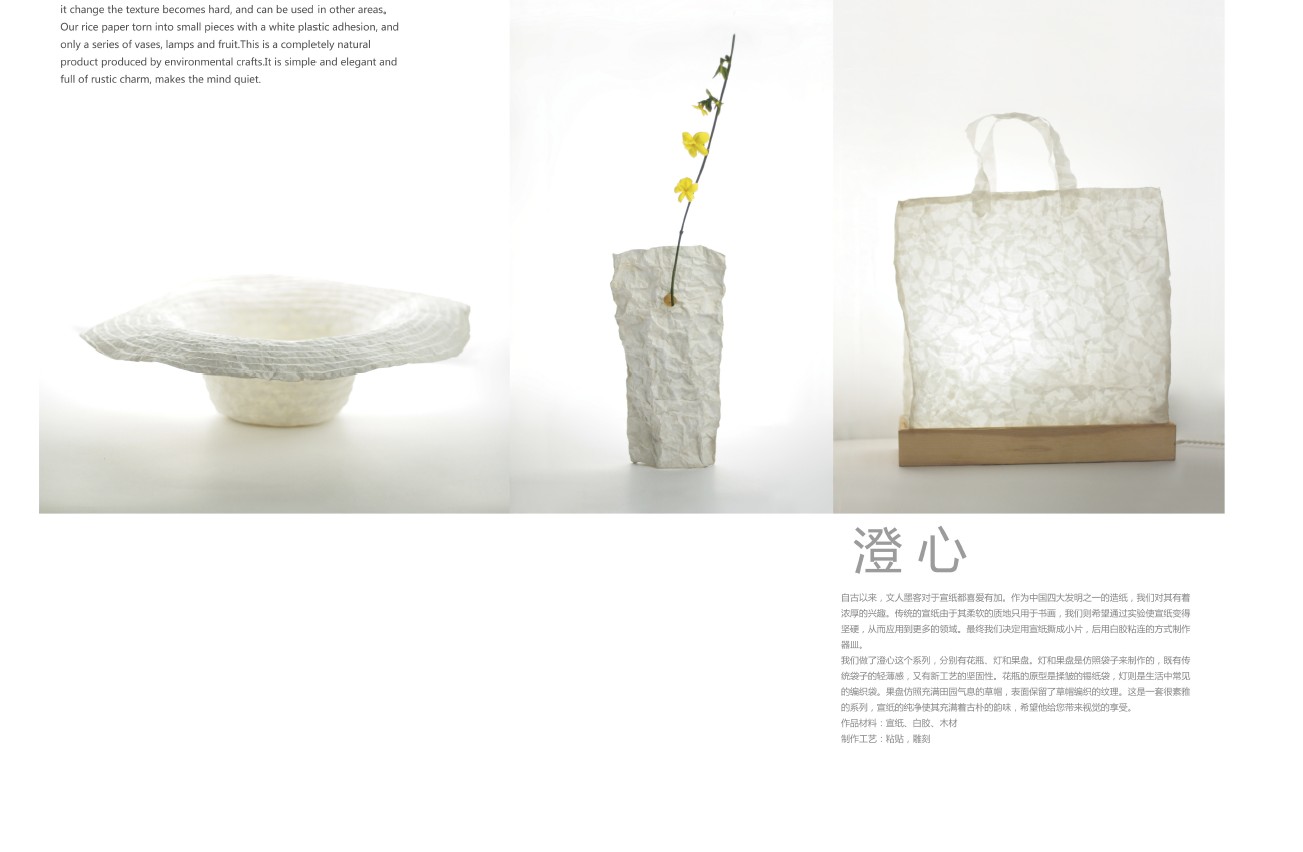 it change the texture becomes hard, and can be used in other areas。
Our rice paper torn into small pieces with a white plastic adhesion, and
only a series of vases, lamps and fruit.This is a completely natural
product produced by environmental crafts.It is simple and elegant and
full of rustic charm, makes the mind quiet.
澄心
自古以来，文人墨客对于宣纸都喜爱有加。作为中国四大发明之一的造纸，我们对其有着
浓厚的兴趣。传统的宣纸由于其柔软的质地只用于书画，我们则希望通过实验使宣纸变得
坚硬，从而应用到更多的领域。最终我们决定用宣纸撕成小片，后用白胶粘连的方式制作
器皿。
我们做了澄心这个系列，分别有花瓶、灯和果盘。灯和果盘是仿照袋子来制作的，既有传
统袋子的轻薄感，又有新工艺的坚固性。花瓶的原型是揉皱的锡纸袋，灯则是生活中常见
的编织袋。果盘仿照充满田园气息的草帽，表面保留了草帽编织的纹理。这是一套很素雅
的系列，宣纸的纯净使其充满着古朴的韵味，希望他给您带来视觉的享受。
作品材料：宣纸、白胶、木材
制作工艺：粘贴，雕刻